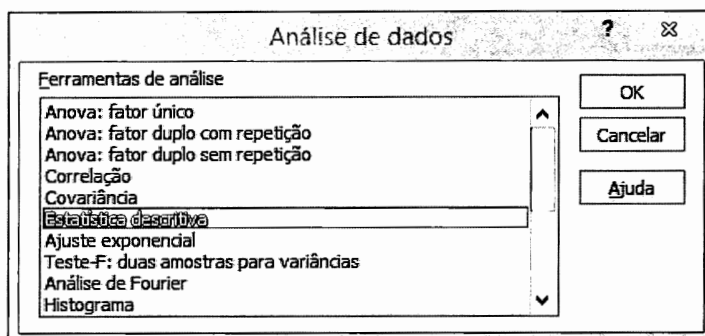 Análise de dados
?
Ferramentas de análise
Anova: fator único
Anova: fator duplo com repetição
Anova: fator duplo sem repetição
Correlação
Covariância
Estatística descritiva
Ajuste exponencial
Teste-F: duas amostras para variâncias
Análise de Fourier
Histograma
OK
Cancelar
Ajuda